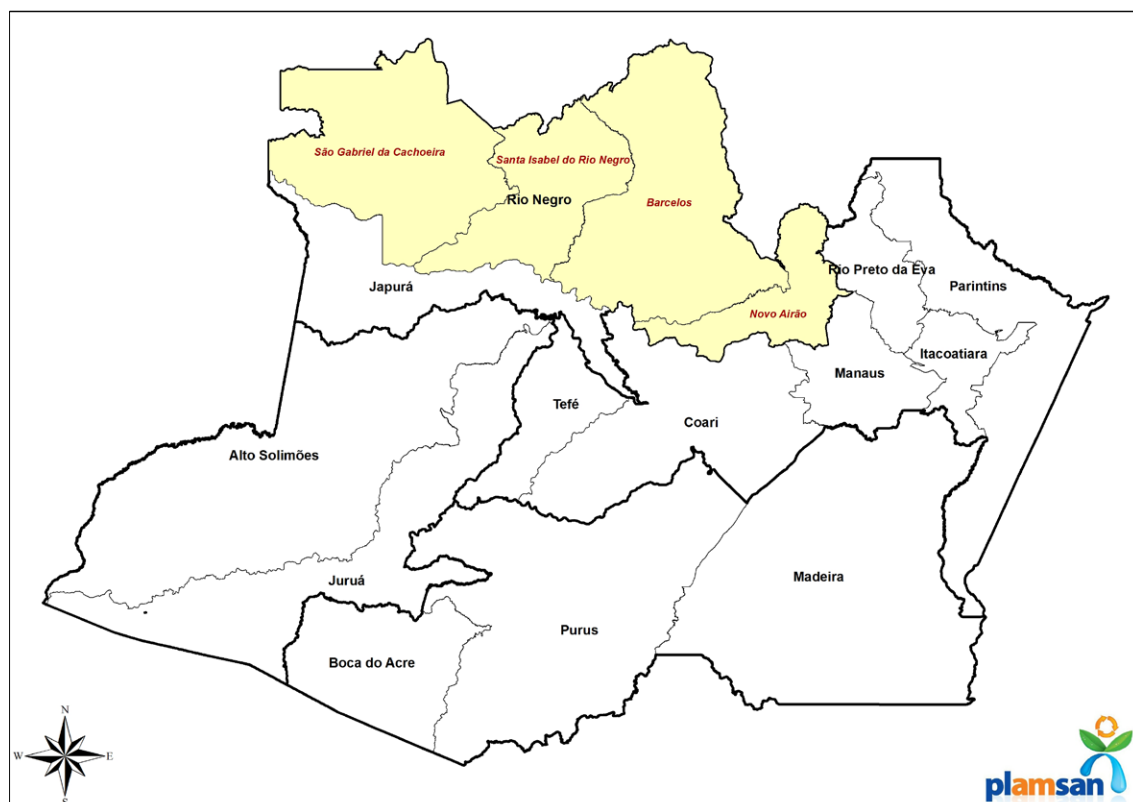 São Gabriel da Cachoeira
Santa Isabel do Rio Negro
Rio Negro
Barcelos
Rio Preto da Eva
Parintins
Japurá
Novo Airão
Itacoatiara
Manaus
Tefé
Coari
Alto Solimões
Juruá
Madeira
Purus
Boca do Acre
N
W
E
S
plamsan